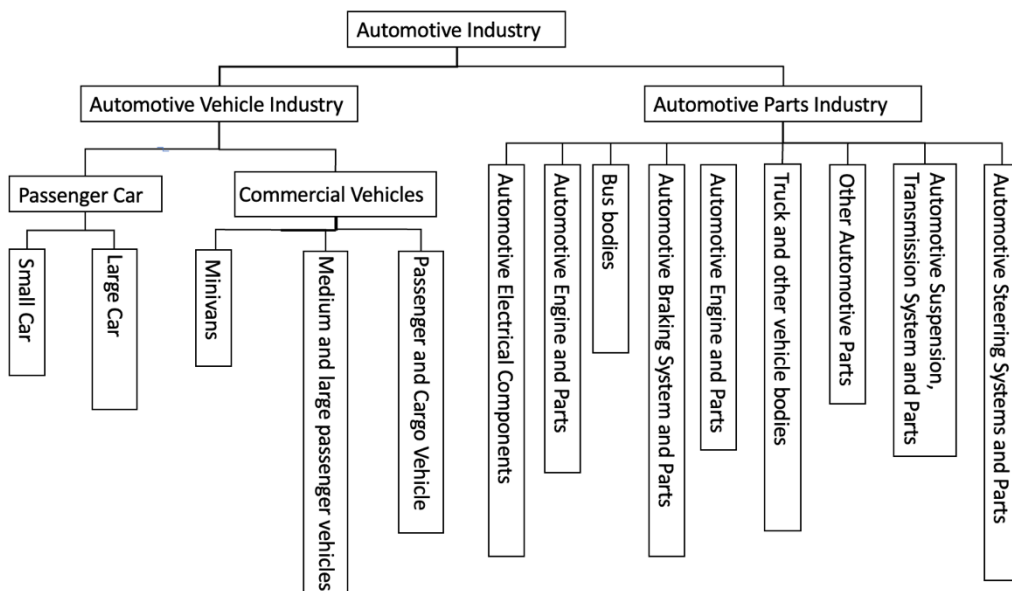 Automotive Industry
Automotive Vehicle Industry
Automotive Parts Industry
Passenger Car
Commercial Vehicles
Small Car
Large Car
Minivans
Medium and large passenger vehicles
Passenger and Cargo Vehicle
Automotive Electrical Components
Automotive Engine and Parts
Bus bodies
Automotive Braking System and Parts
Automotive Engine and Parts
Truck and other vehicle bodies
Other Automotive Parts
Automotive Suspension,
Transmission System and Parts
Automotive Steering Systems and Parts